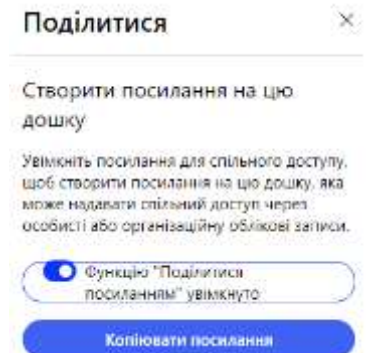 Поділитися
Створити посилання на цю
дошку
Увімкніть посилання для спільного доступу,
щоб створити посилання на цю дошку, яка
може надавати спільний доступ через
особисті або організаційну облікові записи.
Функцію "Поділитися
посиланням" увімкнуто
Копіювати посилання